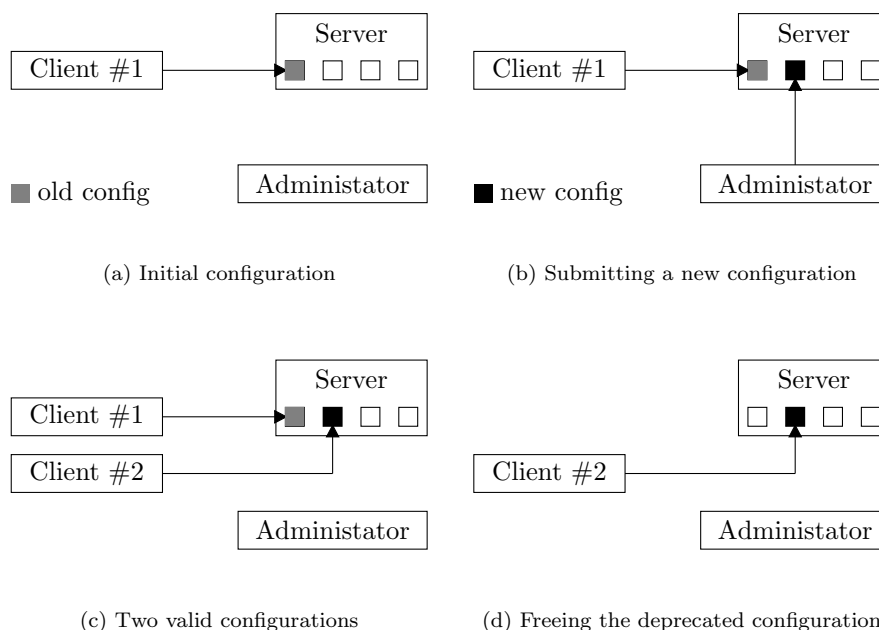 Server
Client #1
old config
Administator
(a) Initial configuration
Server
Client #1
new config
Administator
(b) Submitting a new configuration
Server
Client #1
Client #2
Administator
(c) Two valid configurations
Server
Client #2
Administator
(d) Freeing the deprecated configuration